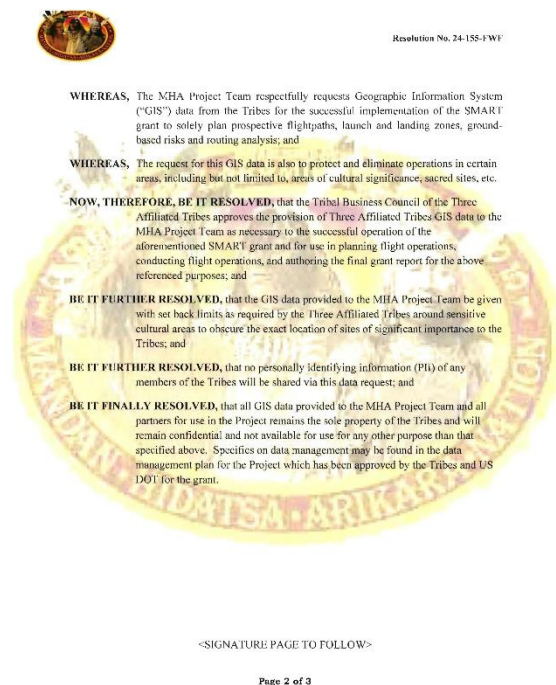 Resolution No. 24-155-FWF
WHEREAS, The MHA Project Team respectfully requests Geographic Information System
("GIS") data from the Tribes for the successful implementation of the SMART
grant to solely plan prospective flightpaths, launch and landing zones, ground-
based risks and routing analysis; and
WHEREAS, The request for this GIS data is also to protect and eliminate operations in certain
areas, including but not limited to, areas of cultural significance, sacred sites, etc.
NOW, THEREFORE, BE IT RESOLVED, that the Tribal Business Council of the Three
Affiliated Tribes approves the provision of Three Affiliated Tribes GIS data to the
MHA Project Team as necessary to the successful operation of the
aforementioned SMART grant and for use in planning flight operations,
conducting flight operations, and authoring the final grant report for the above
referenced purposes; and
BE IT FURTHER RESOLVED, that the GIS data provided to the MHA Project Team be given
with set back limits as required by the Three Affiliated Tribes around sensitive
cultural areas to obscure the exact location of sites of significant importance to the
Tribes; and
BE IT FURTHER RESOLVED, that no personally identifying information (PII) of any
members of the Tribes will be shared via this data request; and
BE IT FINALLY RESOLVED, that all GIS data provided to the MHA Project Team and all
partners for use in the Project remains the sole property of the Tribes and will
remain confidential and not available for use for any other purpose than that
specified above. Specifics on data management may be found in the data
management plan for the Project which has been approved by the Tribes and US
DOT for the grant.
MANDAN HIDATSA ARIKARA
<SIGNATURE PAGE TO FOLLOW>
Page 2 of 3